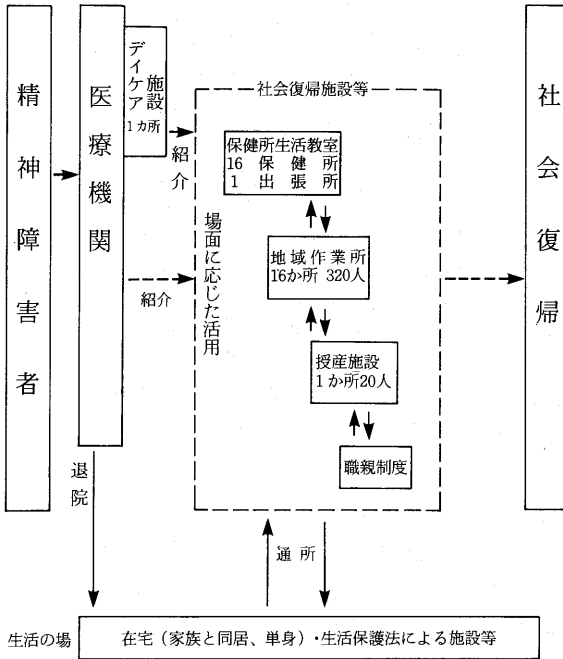 精神障害者
医療機関
デイケア施設
1カ所
紹介
紹介
社会復帰施設等
場面に応じた活用
保健所生活教室
16保健所
1出張所
地域作業所
16か所 320人
授産施設
1か所20人
職親制度
社会復帰
退院
通所
生活の場
在宅(家族と同居、単身)・生活保護法による施設等